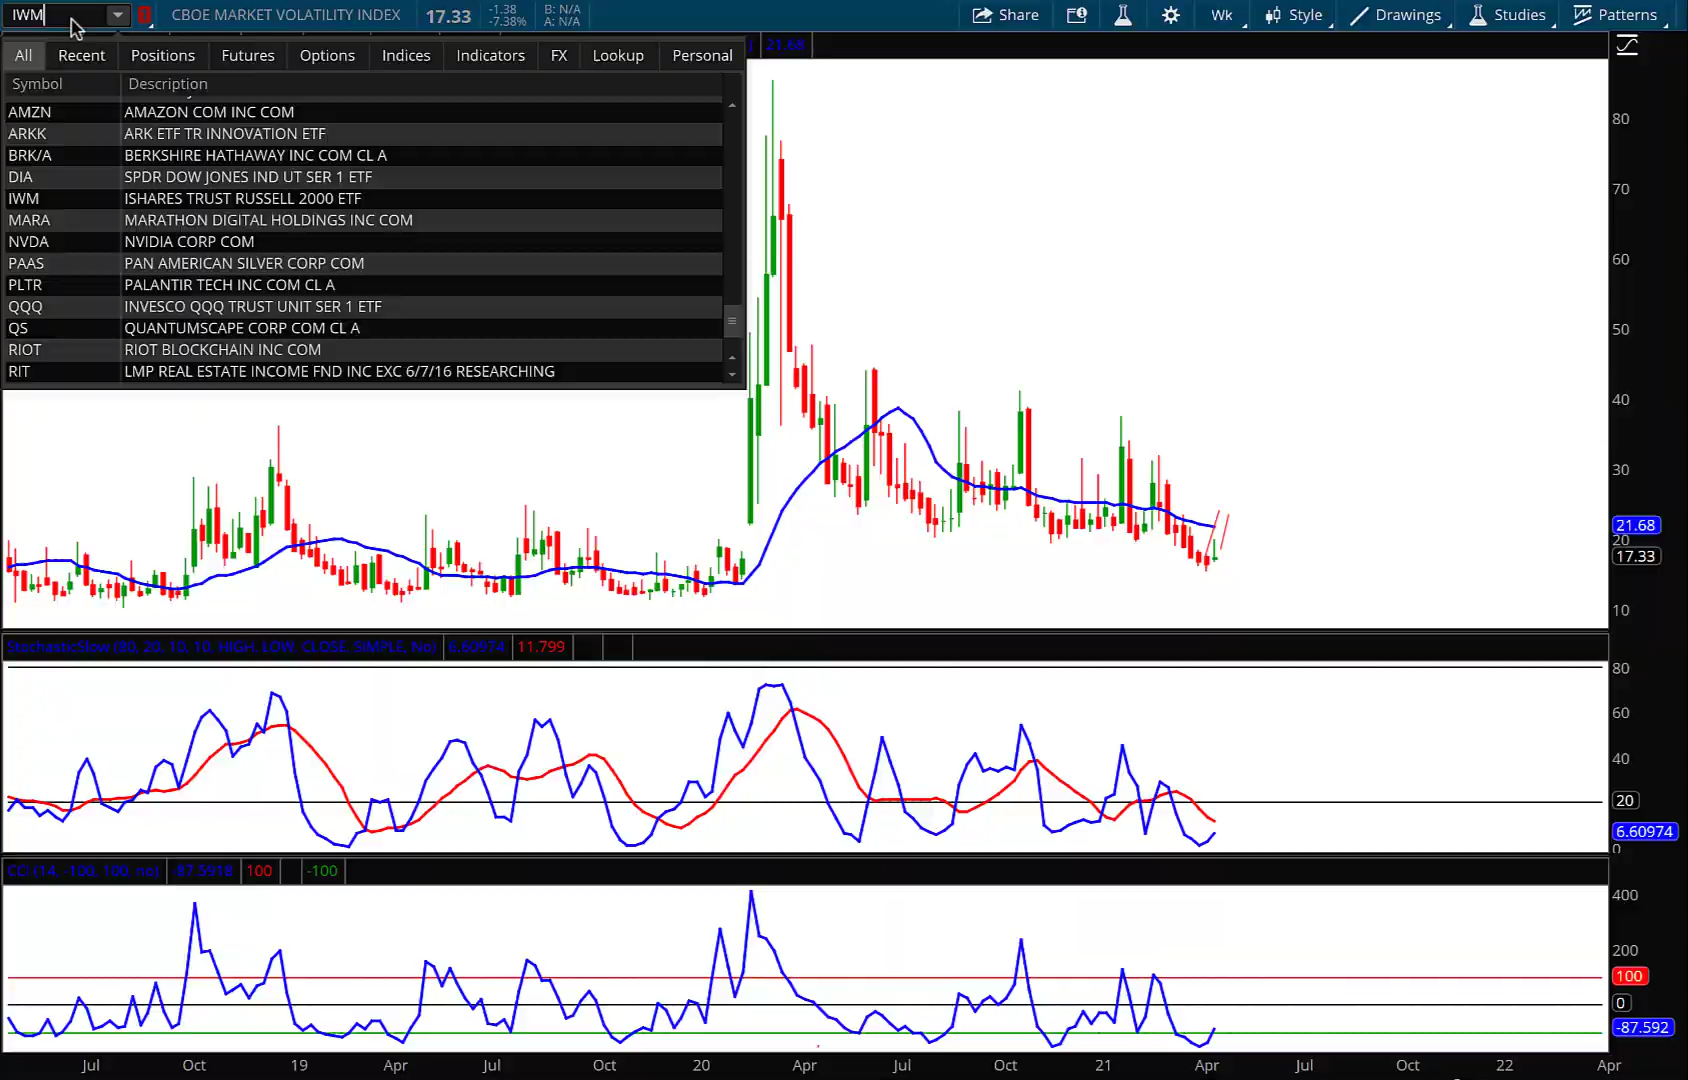 IWM CBOE MARKET VOLATILITY INDEX 17.33 -1.38 -7.38% B: N/A A: N/A Share Wk Style Drawings Studies Patterns
All Recent Positions Futures Options Indices Indicators FX Lookup Personal 21.68
Symbol Description
AMZN AMAZON COM INC COM
ARKK ARK ETF TR INNOVATION ETF
BRK/A BERKSHIRE HATHAWAY INC COM CL A
DIA SPDR DOW JONES IND UT SER 1 ETF
IWM ISHARES TRUST RUSSELL 2000 ETF
MARA MARATHON DIGITAL HOLDINGS INC COM
NVDA NVIDIA CORP COM
PAAS PAN AMERICAN SILVER CORP COM
PLTR PALANTIR TECH INC COM CL A
QQQ INVESCO QQQ TRUST UNIT SER 1 ETF
QS QUANTUMSCAPE CORP COM CL A
RIOT RIOT BLOCKCHAIN INC COM
RIT LMP REAL ESTATE INCOME FND INC EXC 6/7/16 RESEARCHING
80
70
60
50
40
30
21.68
20
17.33
10
StochasticSlow (80, 20, 10, 10, HIGH, LOW, CLOSE, SIMPLE, No) 6.60974 11.799
80
60
40
20
6.60974
0
CCI (14, -100, 100, no) -87.5918 100 -100
400
200
100
0
-87.592
Jul Oct 19 Apr Jul Oct 20 Apr Jul Oct 21 Apr Jul Oct 22 Apr